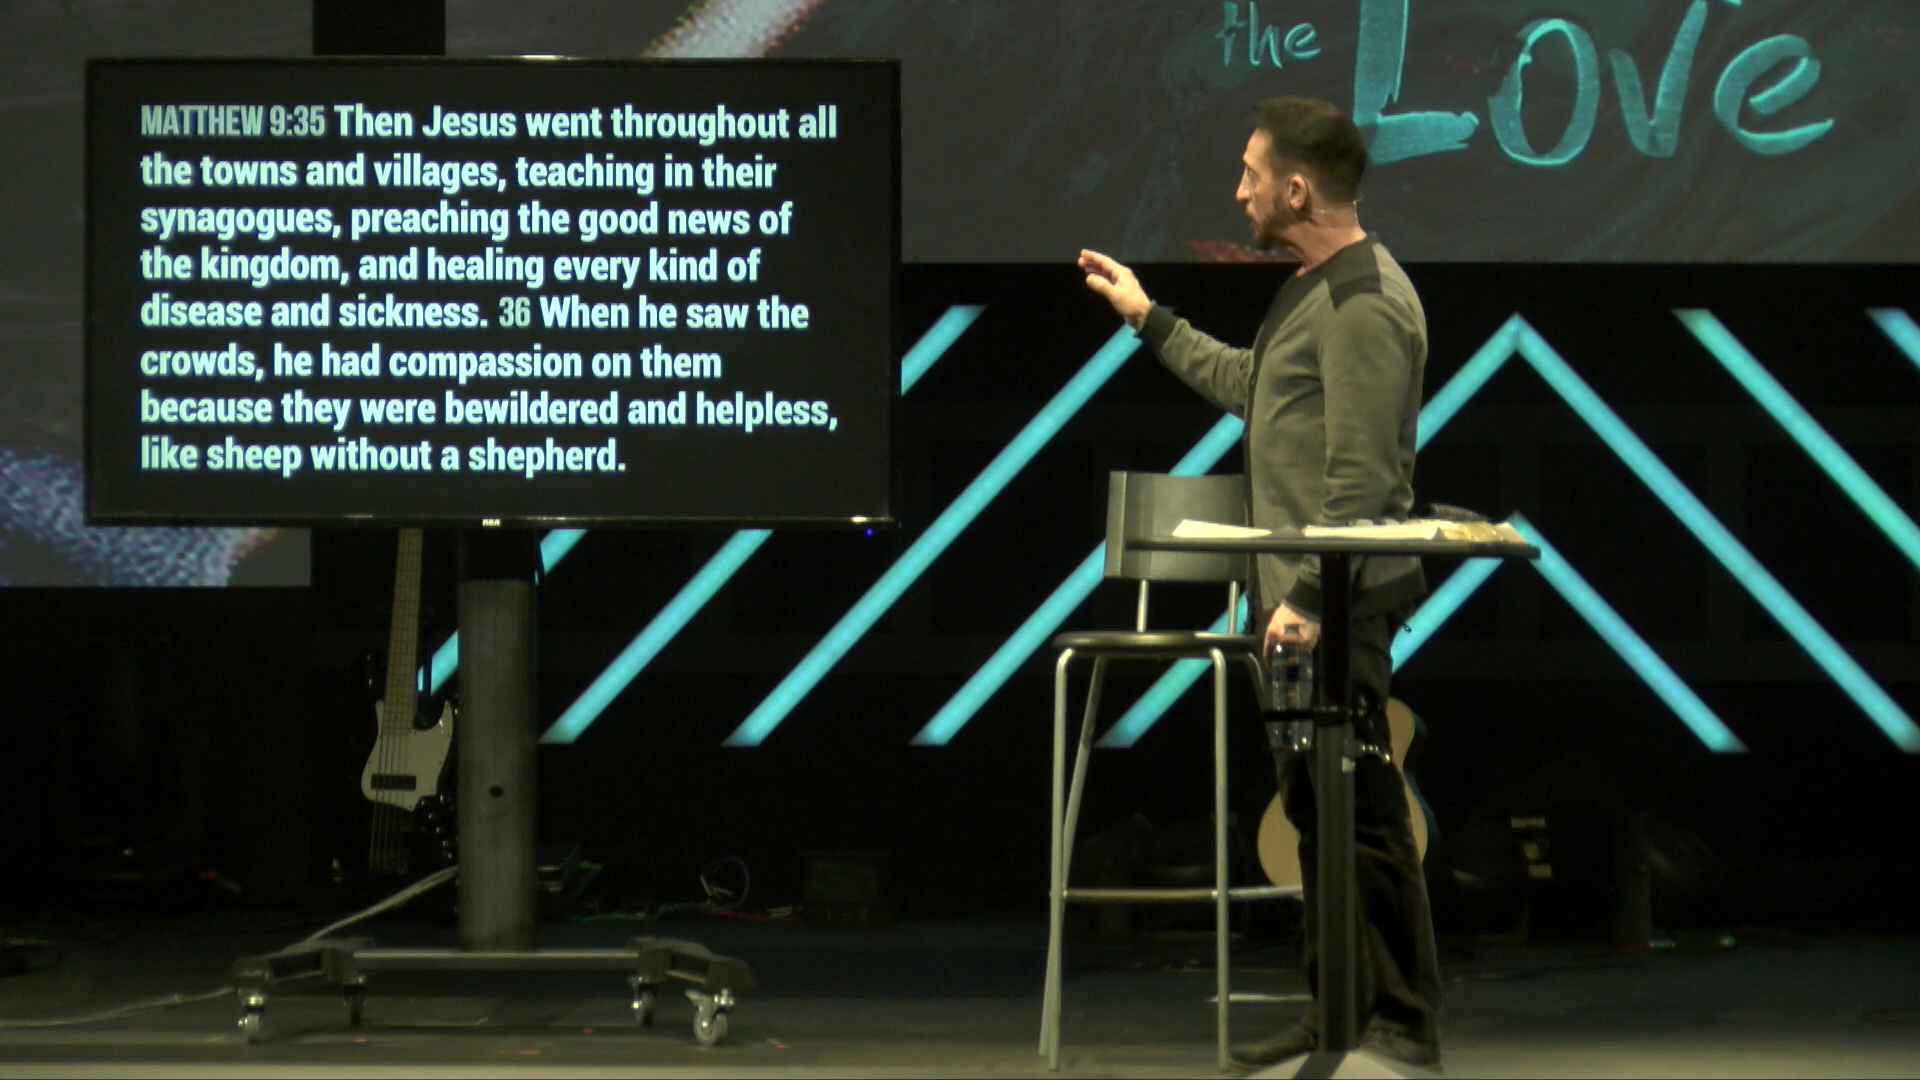 the Love
MATTHEW 9:35 Then Jesus went throughout all
the towns and villages, teaching in their
synagogues, preaching the good news of
the kingdom, and healing every kind of
disease and sickness. 36 When he saw the
crowds, he had compassion on them
because they were bewildered and helpless,
like sheep without a shepherd.
RCA